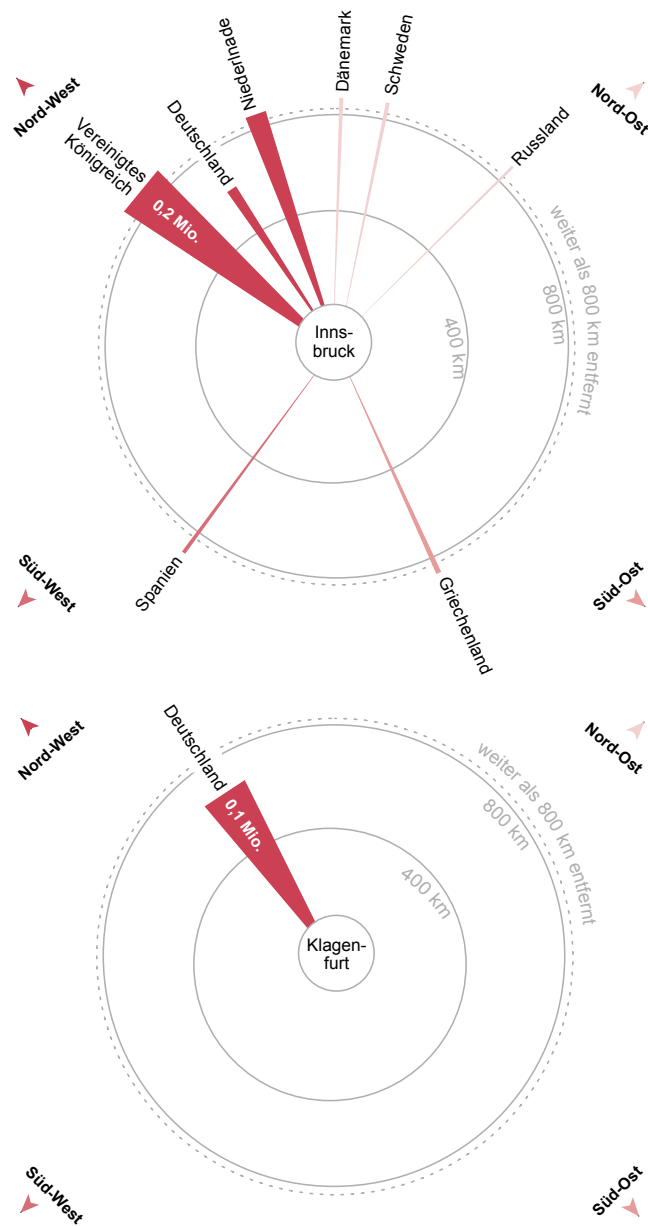 Nord-West
Nord-Ost
Vereinigtes
Königreich
Deutschland
Niederlnade
Dänemark
Schweden
Russland
0,2 Mio.
weiter als 800 km entfernt
800 km
400 km
Inns-
bruck
Spanien
Griechenland
Süd-West
Süd-Ost
Nord-West
Nord-Ost
Deutschland
0,1 Mio.
weiter als 800 km entfernt
800 km
400 km
Klagen-
furt
Süd-West
Süd-Ost